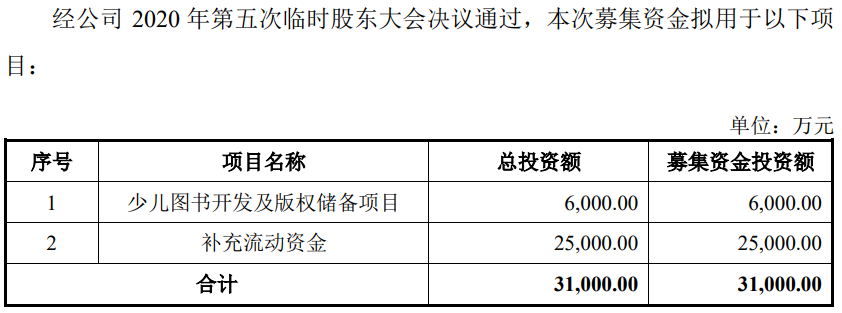 经公司 2020 年第五次临时股东大会决议通过，本次募集资金拟用于以下项
目：
单位：万元
序号 项目名称 总投资额 募集资金投资额
1 少儿图书开发及版权储备项目 6,000.00 6,000.00
2 补充流动资金 25,000.00 25,000.00
合计 31,000.00 31,000.00